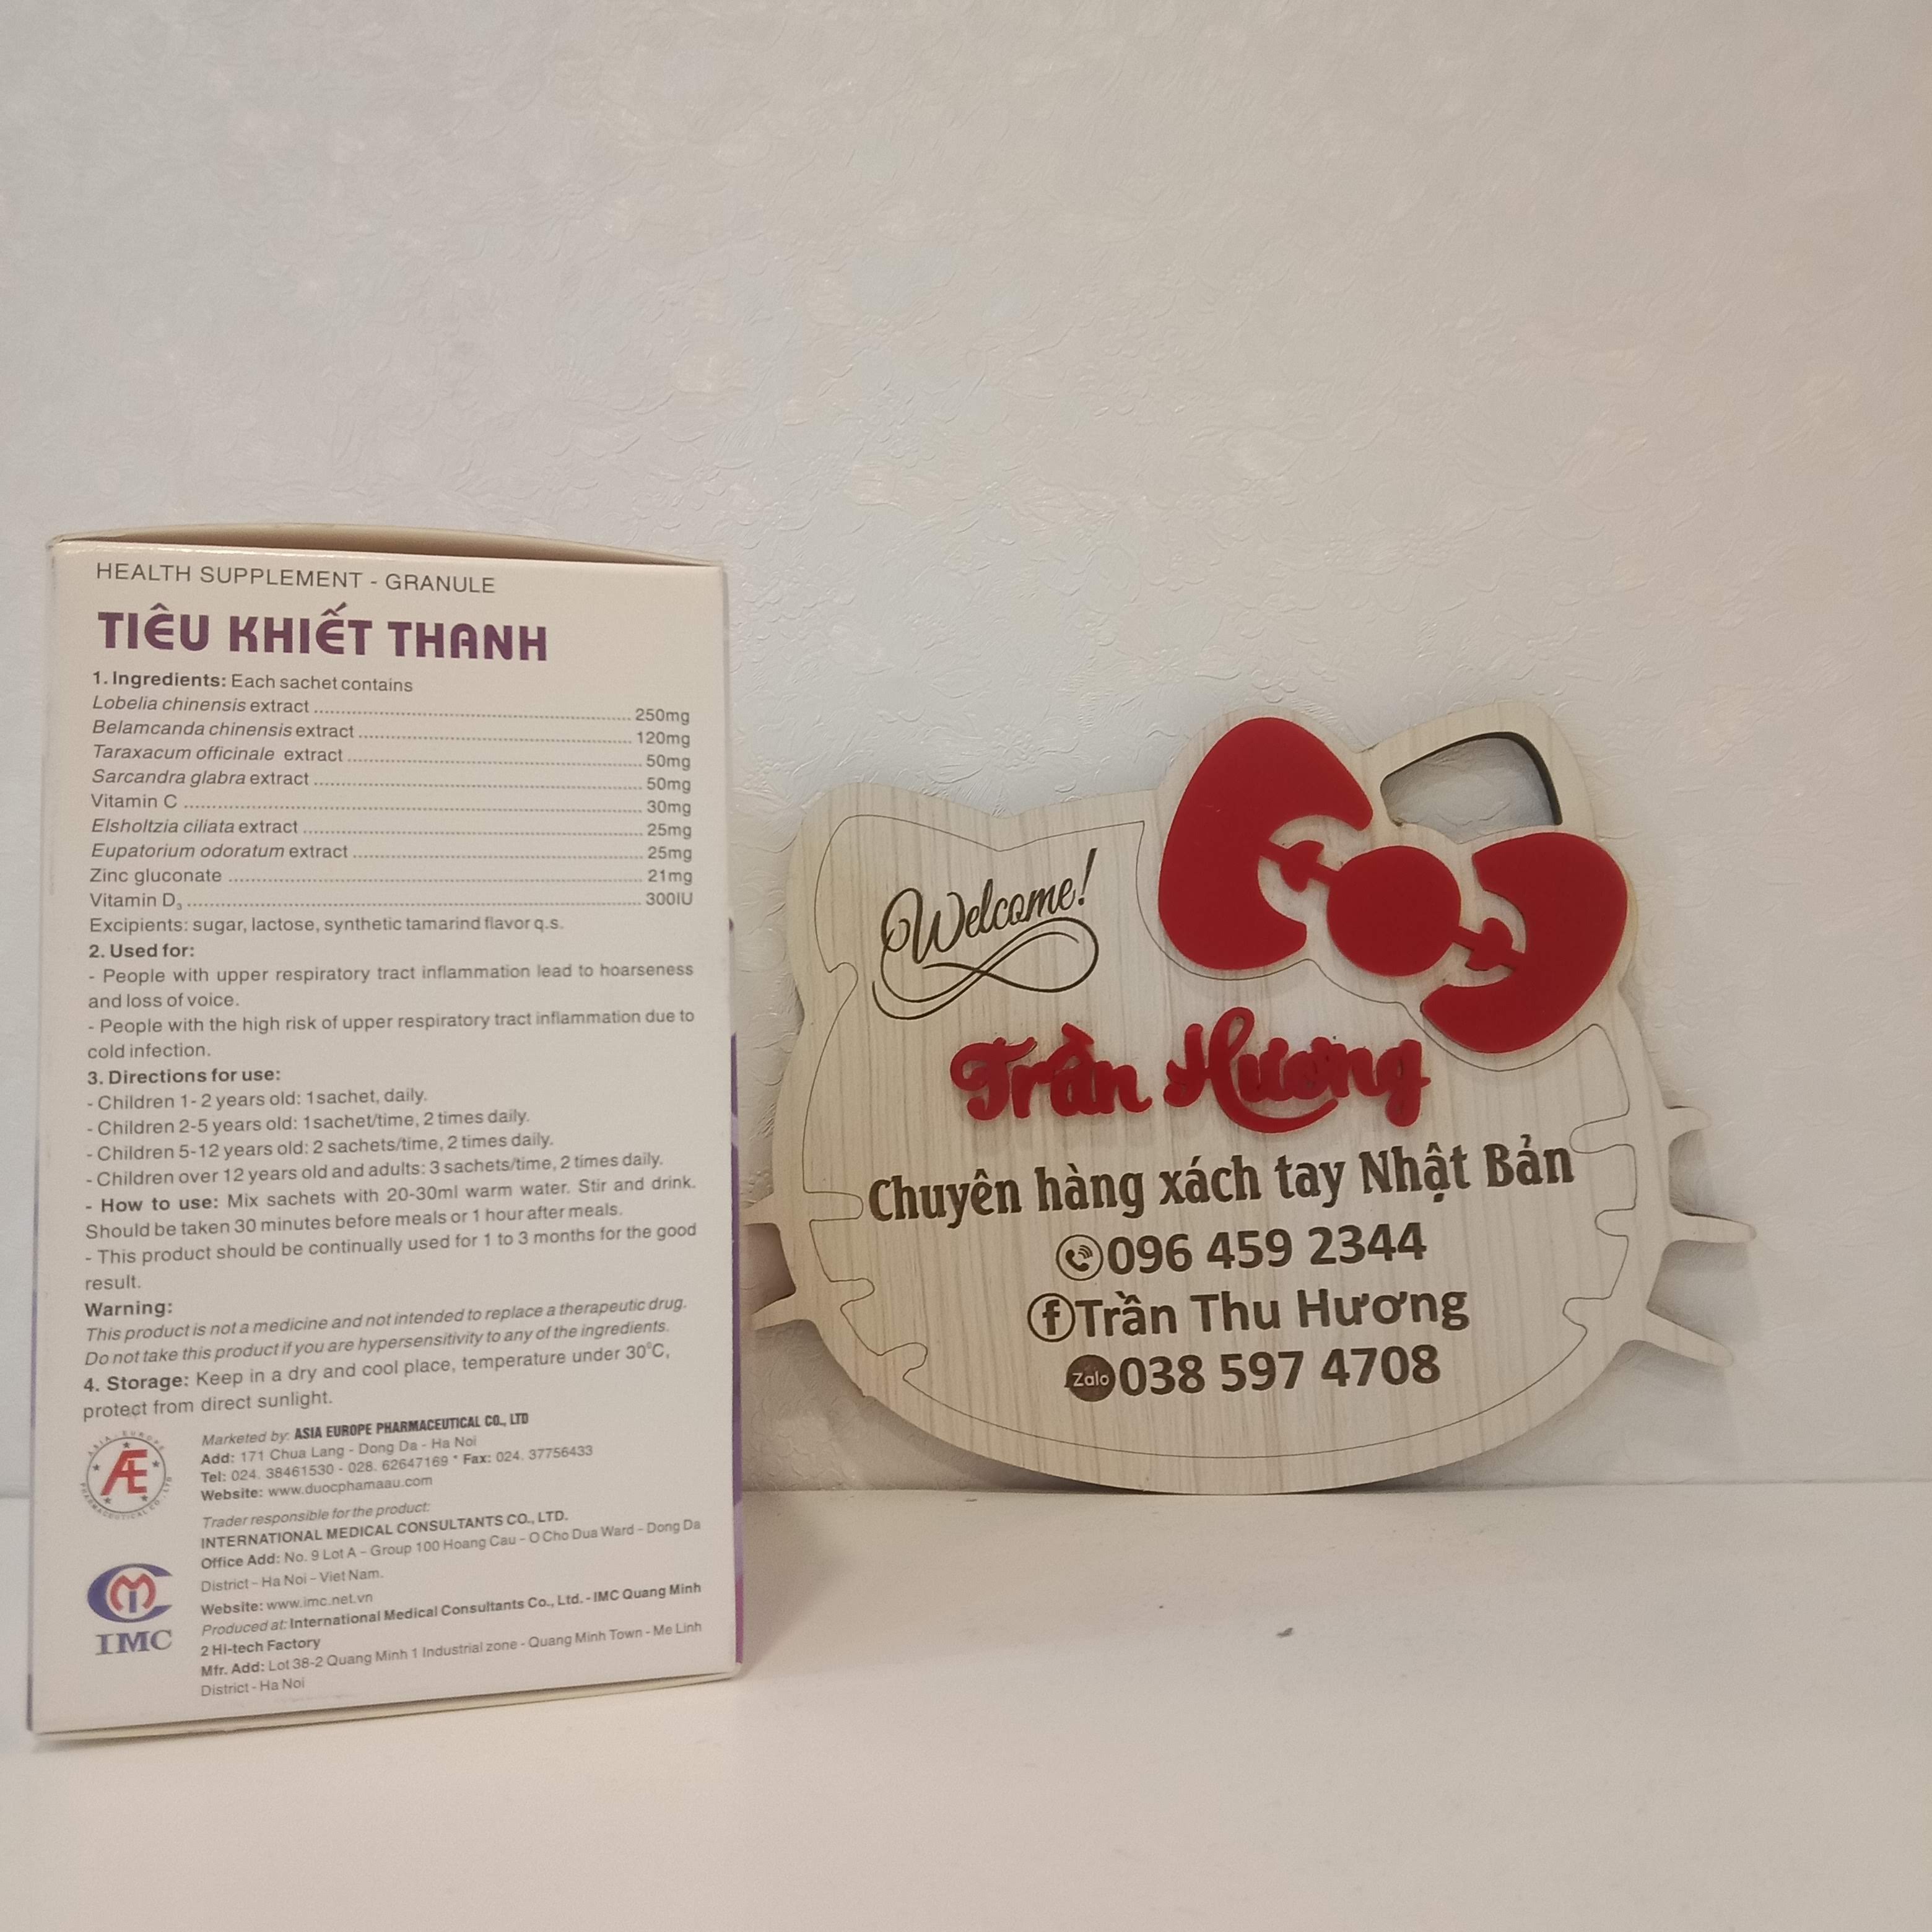 HEALTH SUPPLEMENT - GRANULE
TIÊU KHIẾT THANH
1. Ingredients: Each sachet contains
Lobelia chinensis extract ........ 250mg
Belamcanda chinensis extract ........ 120mg
Taraxacum officinale extract ........ 50mg
Sarcandra glabra extract ........ 50mg
Vitamin C ........ 30mg
Elsholtzia ciliata extract ........ 25mg
Eupatorium odoratum extract ........ 25mg
Zinc gluconate ........ 21mg
Vitamin D₃ ........ 300IU
Excipients: sugar, lactose, synthetic tamarind flavor q.s.
2. Used for:
- People with upper respiratory tract inflammation lead to hoarseness
and loss of voice.
- People with the high risk of upper respiratory tract inflammation due to
cold infection.
3. Directions for use:
- Children 1- 2 years old: 1sachet, daily.
- Children 2-5 years old: 1sachet/time, 2 times daily.
- Children 5-12 years old: 2 sachets/time, 2 times daily.
- Children over 12 years old and adults: 3 sachets/time, 2 times daily.
- How to use: Mix sachets with 20-30ml warm water. Stir and drink.
Should be taken 30 minutes before meals or 1 hour after meals.
- This product should be continually used for 1 to 3 months for the good
result.
Warning:
This product is not a medicine and not intended to replace a therapeutic drug.
Do not take this product if you are hypersensitivity to any of the ingredients.
4. Storage: Keep in a dry and cool place, temperature under 30°C,
protect from direct sunlight.
ASIA - EUROPE
PHARMACEUTICAL CO., LTD
Æ
Marketed by: ASIA EUROPE PHARMACEUTICAL CO., LTD
Add: 171 Chua Lang - Dong Da - Ha Noi
Tel: 024. 38461530 - 028. 62647169 * Fax: 024. 37756433
Website: www.duocphamaau.com
Trader responsible for the product:
INTERNATIONAL MEDICAL CONSULTANTS CO., LTD.
Office Add: No. 9 Lot A – Group 100 Hoang Cau – O Cho Dua Ward – Dong Da
District – Ha Noi – Viet Nam.
Website: www.imc.net.vn
Produced at: International Medical Consultants Co., Ltd. - IMC Quang Minh
2 Hi-tech Factory
Mfr. Add: Lot 38-2 Quang Minh 1 Industrial zone - Quang Minh Town - Me Linh
District - Ha Noi
IMC
Welcome!
Trần Hương
Chuyên hàng xách tay Nhật Bản
096 459 2344
Trần Thu Hương
Zalo 038 597 4708